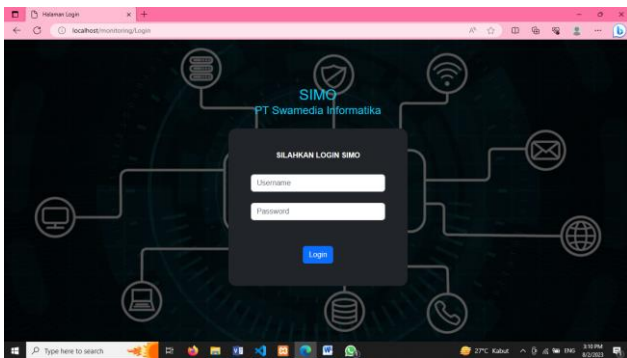 Halaman Login
localhost/monitoring/Login
SIMO
PT Swamedia Informatika
SILAHKAN LOGIN SIMO
Username
Password
Login
Type here to search
27°C Kabut
ENG
3:10 PM
8/2/2023